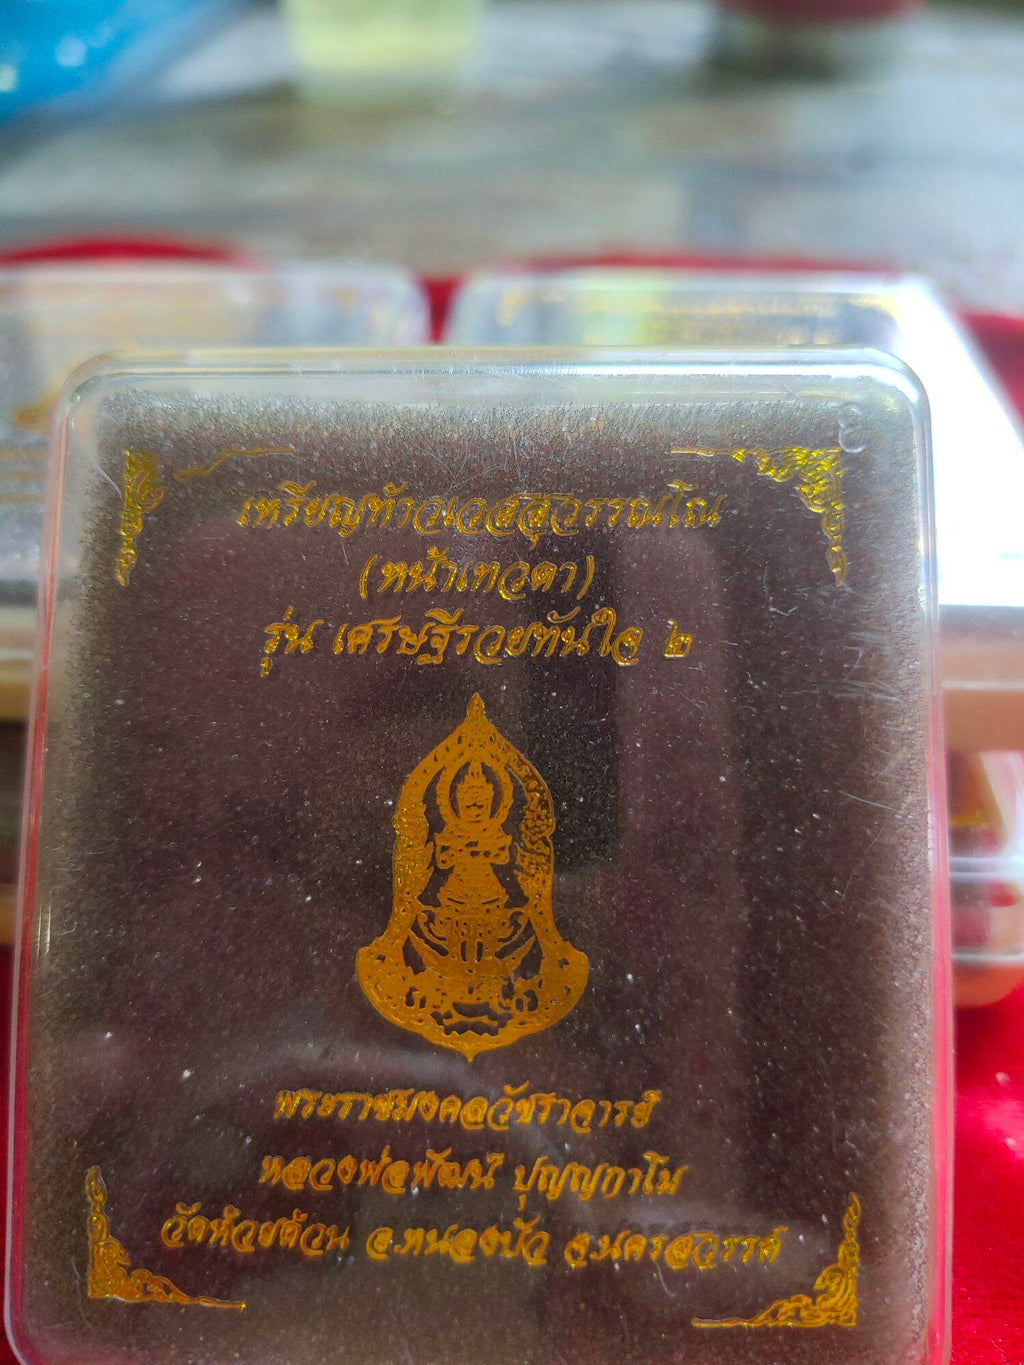 เหรียญท้าวเวสสุวรรณโณ
(หน้าเทวดา)
รุ่น เศรษฐีรวยทันใจ ๒
พระราชมงคลวัชราจารย์
หลวงพ่อพัฒน์ ปุญญกาโม
วัดห้วยด้วน อ.หนองบัว จ.นครสวรรค์